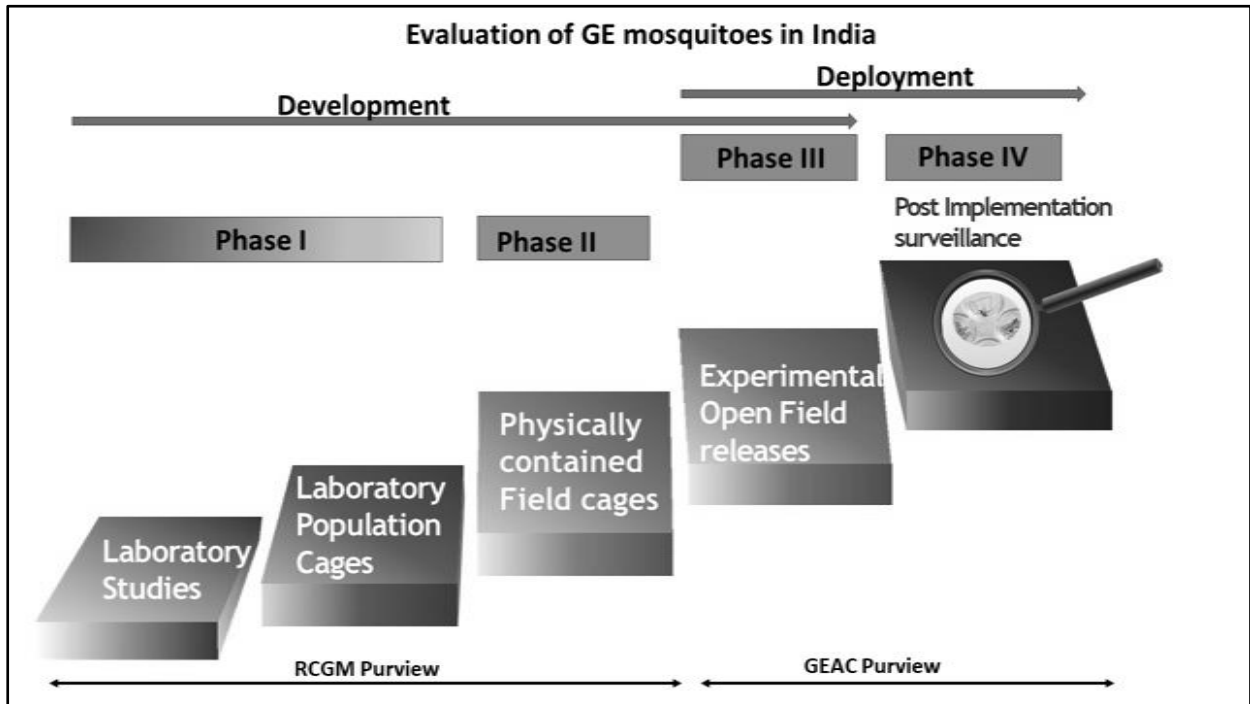 Evaluation of GE mosquitoes in India
Deployment
Development
Phase III
Phase IV
Phase I
Phase II
Post Implementation
surveillance
Experimental
Open Field
releases
Physically
contained
Field cages
Laboratory
Population
Cages
Laboratory
Studies
RCGM Purview
GEAC Purview